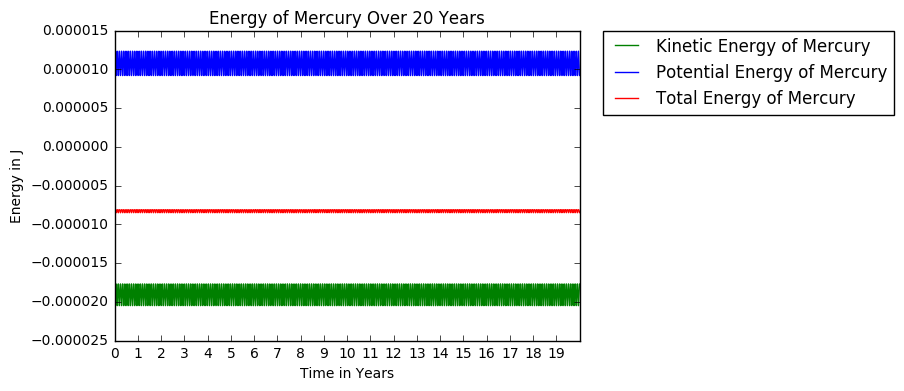 Energy of Mercury Over 20 Years
0.000015
0.000010
0.000005
0.000000
−0.000005
−0.000010
−0.000015
−0.000020
−0.000025
Energy in J
0 1 2 3 4 5 6 7 8 9 10 11 12 13 14 15 16 17 18 19
Time in Years
Kinetic Energy of Mercury
Potential Energy of Mercury
Total Energy of Mercury